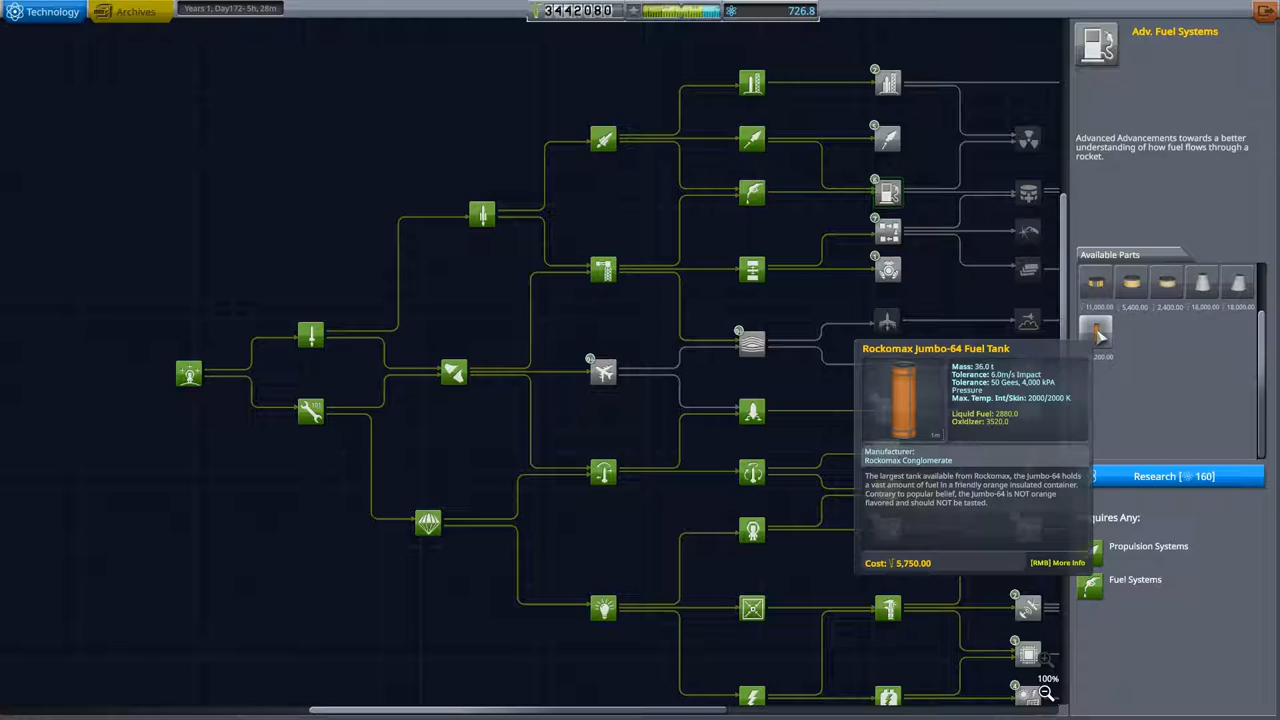 Technology
Archives
Years 1, Day172- 5h, 28m
3442080
726.8
Adv. Fuel Systems
Advanced Advancements towards a better
understanding of how fuel flows through a
rocket.
Available Parts
11,000.00
5,400.00
2,400.00
18,000.00
18,000.00
200.00
Rockomax Jumbo-64 Fuel Tank
Mass: 36.0 t
Tolerance: 6.0m/s Impact
Tolerance: 50 Gees, 4,000 kPA
Pressure
Max. Temp. Int/Skin: 2000/2000 K
Liquid Fuel: 2880.0
Oxidizer: 3520.0
1m
Manufacturer:
Rockomax Conglomerate
The largest tank available from Rockomax, the Jumbo-64 holds
a vast amount of fuel in a friendly orange insulated container.
Contrary to popular belief, the Jumbo-64 is NOT orange
flavored and should NOT be tasted.
Cost: 5,750.00
[RMB] More Info
Research [ 160]
quires Any:
Propulsion Systems
Fuel Systems
101
100%